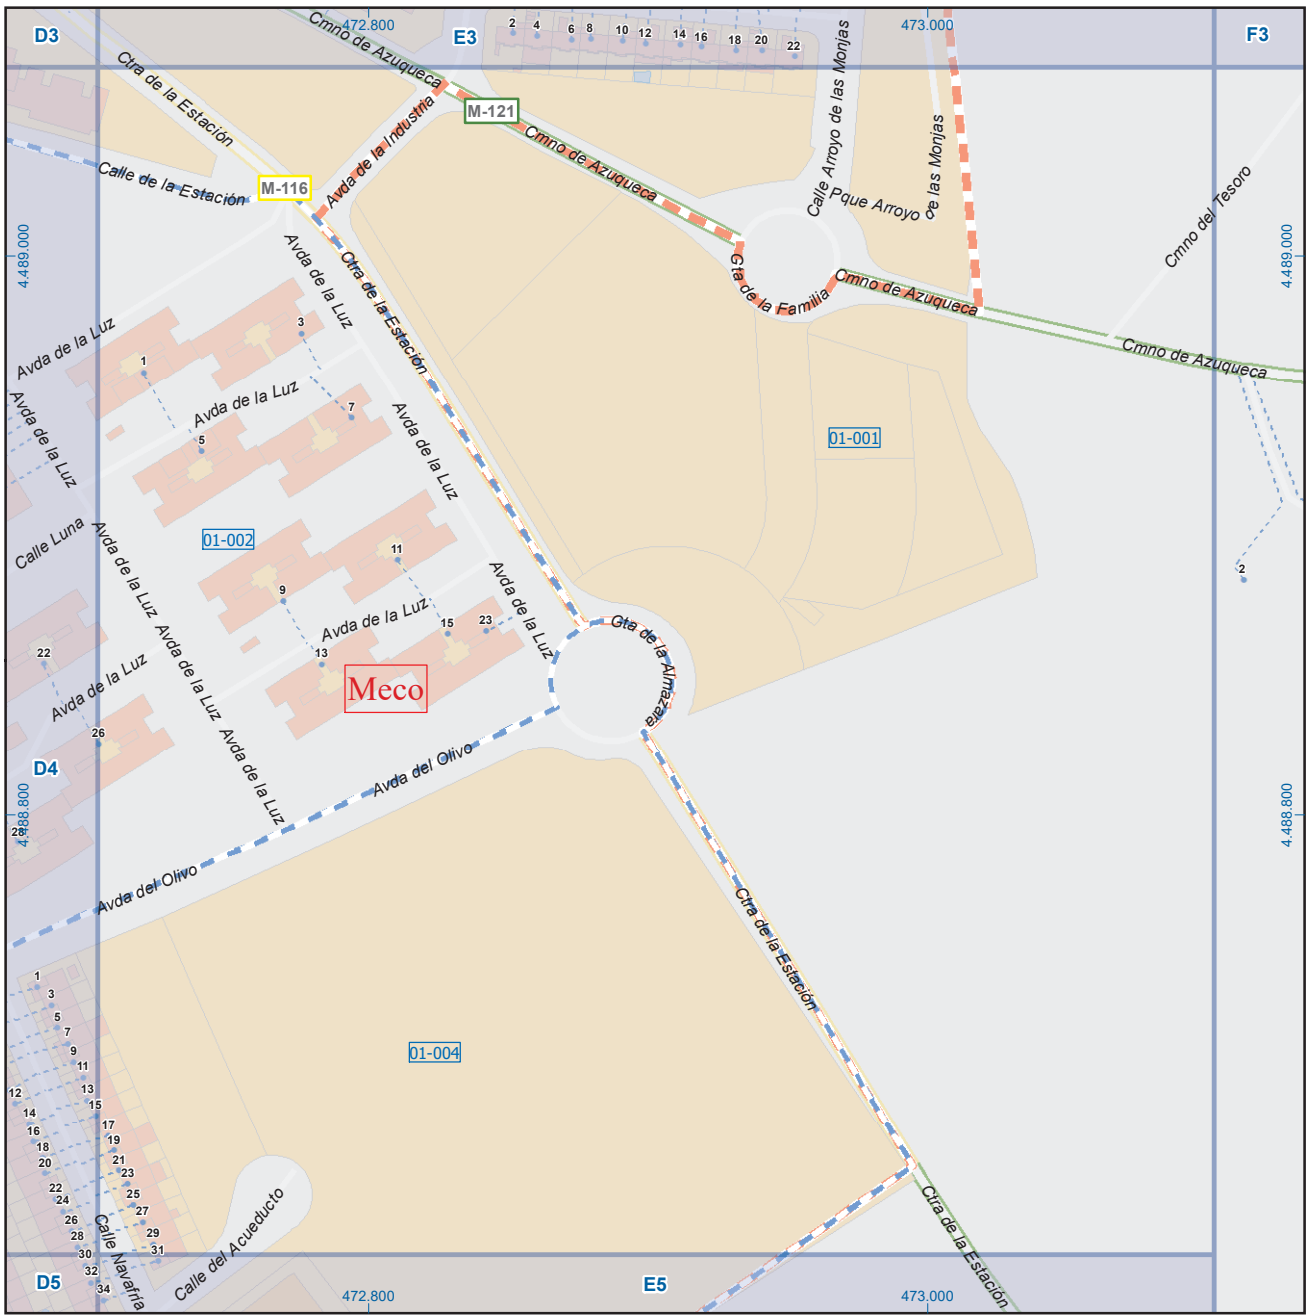 472.800
473.000
D3
E3
F3
Cmno de Azuqueca
2
4
6
8
10
12
14
16
18
20
22
Ctra de la Estación
M-121
Avda de la Industria
Cmno de Azuqueca
Calle Arroyo de las Monjas
Pque Arroyo de las Monjas
Calle de la Estación
M-116
Cmno del Tesoro
4.489.000
4.489.000
Avda de la Luz
Ctra de la Estación
Gta de la Familia
Cmno de Azuqueca
Cmno de Azuqueca
Avda de la Luz
3
1
Avda de la Luz
Avda de la Luz
7
5
Avda de la Luz
01-001
Calle Luna
01-002
Avda de la Luz
11
9
2
Avda de la Luz
Avda de la Luz
15
23
13
Gta de la Almazara
Avda de la Luz
22
Avda de la Luz
Meco
26
Avda de la Luz
D4
Avda del Olivo
4.488.800
4.488.800
28
Avda del Olivo
Ctra de la Estación
1
3
5
7
9
11
13
15
17
19
21
23
25
27
29
31
12
14
16
18
20
22
24
26
28
30
32
34
01-004
Calle Navafría
Calle del Acueducto
Ctra de la Estación
D5
E5
472.800
473.000